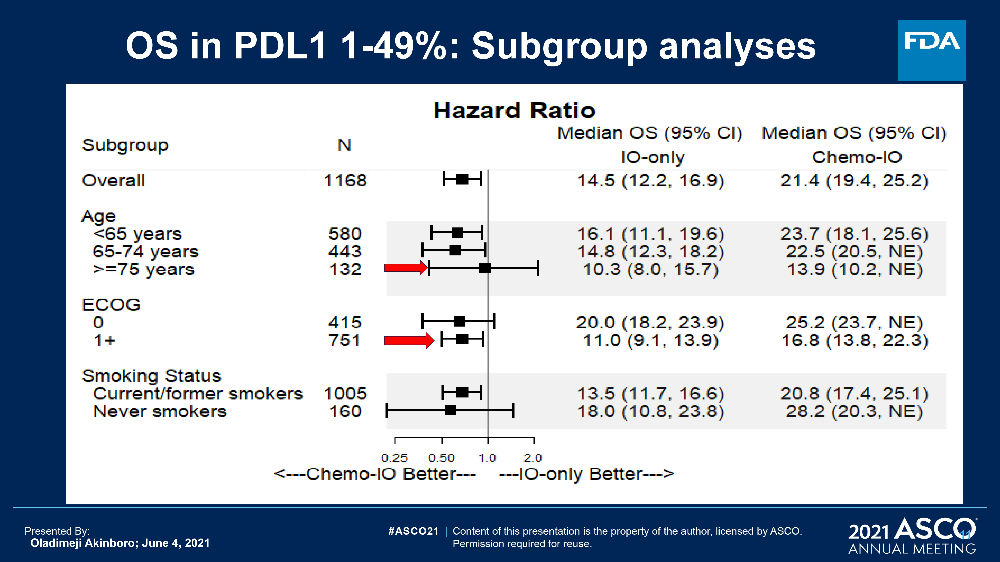 OS in PDL1 1-49%: Subgroup analyses
FDA
Hazard Ratio
Subgroup N Median OS (95% CI) IO-only Median OS (95% CI) Chemo-IO
Overall 1168 14.5 (12.2, 16.9) 21.4 (19.4, 25.2)
Age
<65 years 580 16.1 (11.1, 19.6) 23.7 (18.1, 25.6)
65-74 years 443 14.8 (12.3, 18.2) 22.5 (20.5, NE)
>=75 years 132 10.3 (8.0, 15.7) 13.9 (10.2, NE)
ECOG
0 415 20.0 (18.2, 23.9) 25.2 (23.7, NE)
1+ 751 11.0 (9.1, 13.9) 16.8 (13.8, 22.3)
Smoking Status
Current/former smokers 1005 13.5 (11.7, 16.6) 20.8 (17.4, 25.1)
Never smokers 160 18.0 (10.8, 23.8) 28.2 (20.3, NE)
0.25 0.50 1.0 2.0
<---Chemo-IO Better--- ---IO-only Better--->
Presented By:
Oladimeji Akinboro; June 4, 2021
#ASCO21 | Content of this presentation is the property of the author, licensed by ASCO.
Permission required for reuse.
2021 ASCO®
11
ANNUAL MEETING